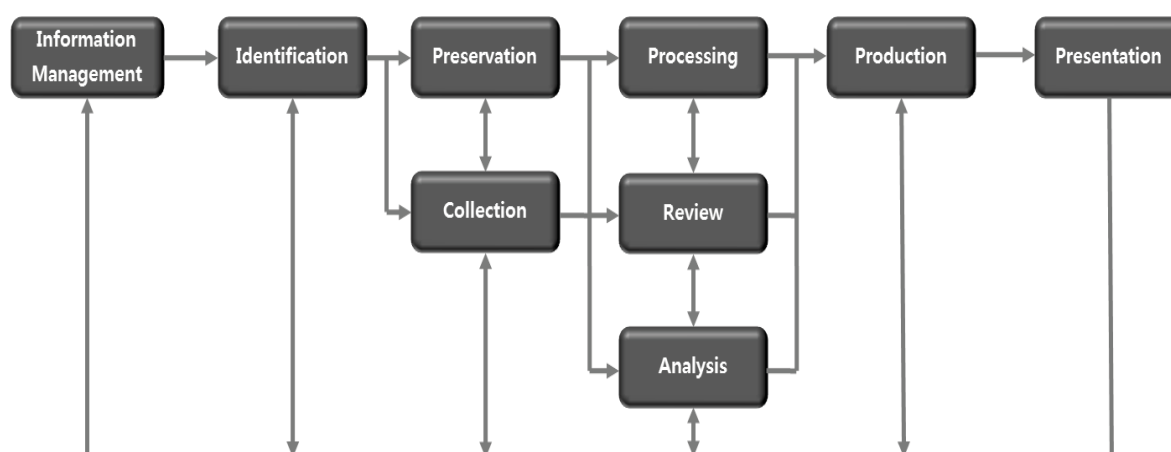 Information
Management
Identification
Preservation
Processing
Production
Presentation
Collection
Review
Analysis